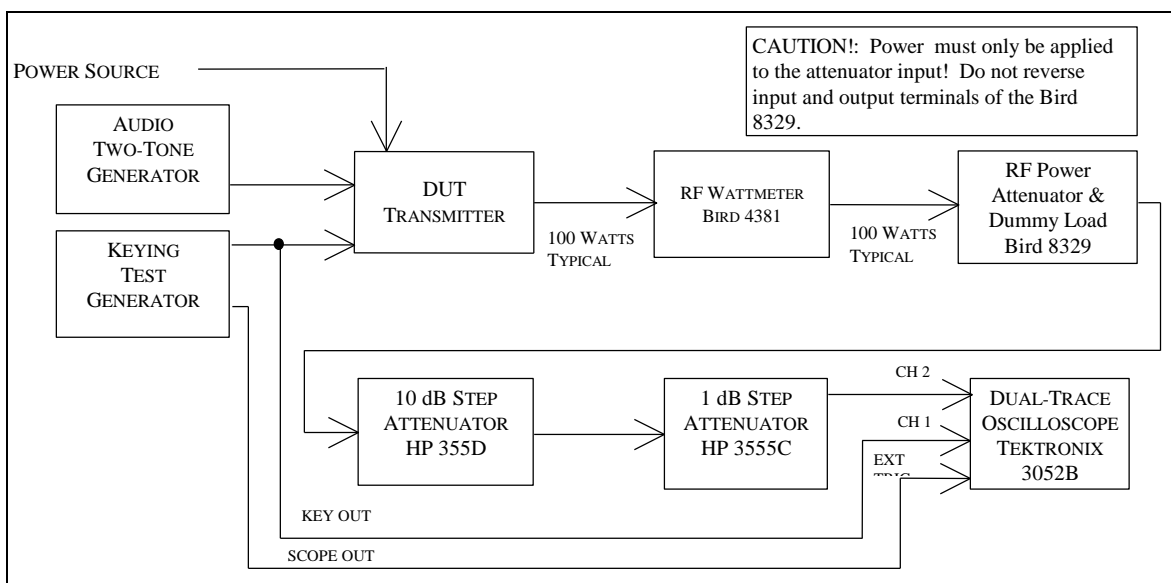 CAUTION!: Power must only be applied
to the attenuator input! Do not reverse
input and output terminals of the Bird
8329.
POWER SOURCE
AUDIO
TWO-TONE
GENERATOR
DUT
TRANSMITTER
RF WATTMETER
BIRD 4381
RF Power
Attenuator &
Dummy Load
Bird 8329
100 WATTS
TYPICAL
100 WATTS
TYPICAL
KEYING
TEST
GENERATOR
10 dB STEP
ATTENUATOR
HP 355D
1 dB STEP
ATTENUATOR
HP 3555C
CH 2
CH 1
EXT
TRIG
DUAL-TRACE
OSCILLOSCOPE
TEKTRONIX
3052B
KEY OUT
SCOPE OUT